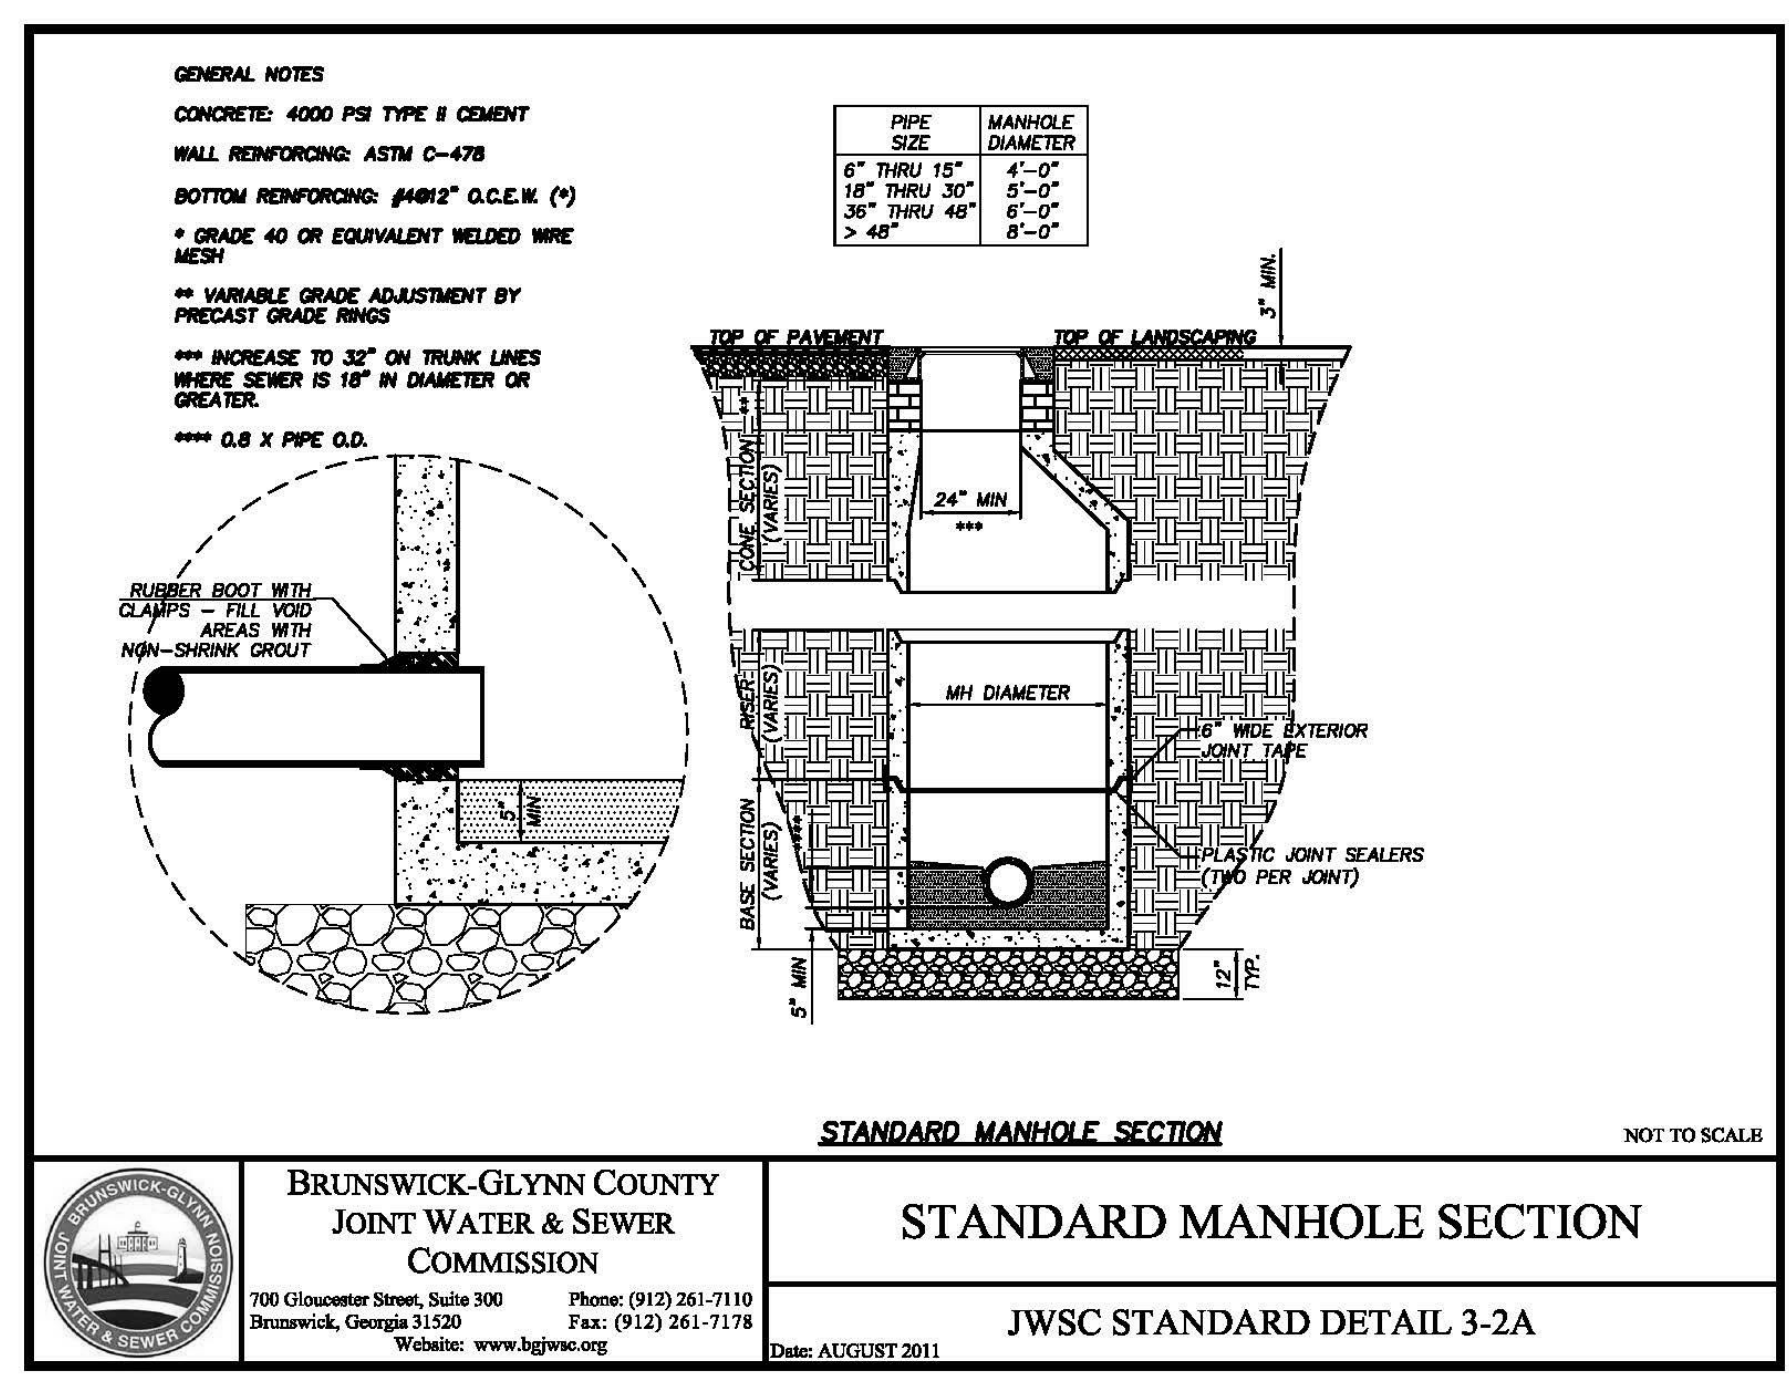 GENERAL NOTES
CONCRETE: 4000 PSI TYPE II CEMENT
WALL REINFORCING: ASTM C-478
BOTTOM REINFORCING: #4@12" O.C.E.W. (*)
* GRADE 40 OR EQUIVALENT WELDED WIRE
MESH
** VARIABLE GRADE ADJUSTMENT BY
PRECAST GRADE RINGS
*** INCREASE TO 32" ON TRUNK LINES
WHERE SEWER IS 18" IN DIAMETER OR
GREATER.
**** 0.8 X PIPE O.D.
PIPE SIZE MANHOLE DIAMETER
6" THRU 15" 4'-0"
18" THRU 30" 5'-0"
36" THRU 48" 6'-0"
> 48" 8'-0"
3" MIN.
TOP OF PAVEMENT
TOP OF LANDSCAPING
CONE SECTION **
(VARIES)
24" MIN
***
RUBBER BOOT WITH
CLAMPS - FILL VOID
AREAS WITH
NON-SHRINK GROUT
5"
MIN
RISER
(VARIES)
MH DIAMETER
6" WIDE EXTERIOR
JOINT TAPE
BASE SECTION
(VARIES)
****
PLASTIC JOINT SEALERS
(TWO PER JOINT)
5" MIN
12"
TYP.
STANDARD MANHOLE SECTION
NOT TO SCALE
BRUNSWICK-GLYNN COUNTY
JOINT WATER & SEWER
COMMISSION
700 Gloucester Street, Suite 300 Phone: (912) 261-7110
Brunswick, Georgia 31520 Fax: (912) 261-7178
Website: www.bgjwsc.org
BRUNSWICK-GLYNN
JOINT WATER & SEWER COMMISSION
STANDARD MANHOLE SECTION
JWSC STANDARD DETAIL 3-2A
Date: AUGUST 2011